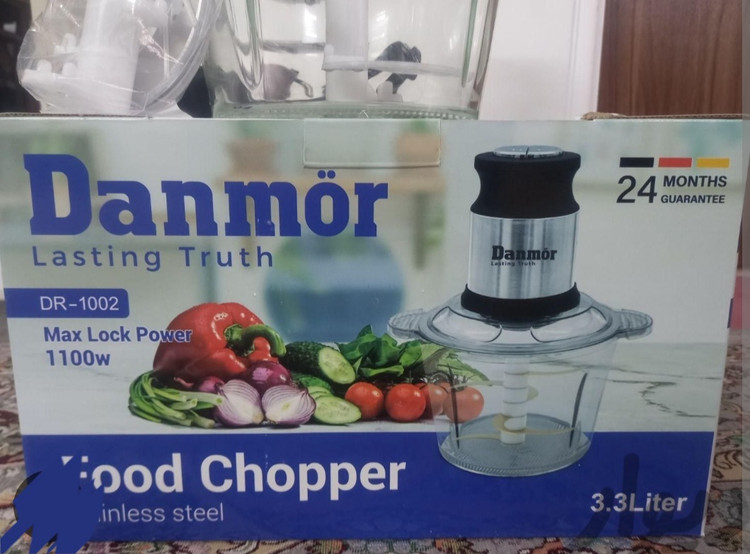 Danmör
Lasting Truth
DR-1002
Max Lock Power
1100w
24 MONTHS
GUARANTEE
Danmör
Lasting Truth
Food Chopper
inless steel
3.3Liter